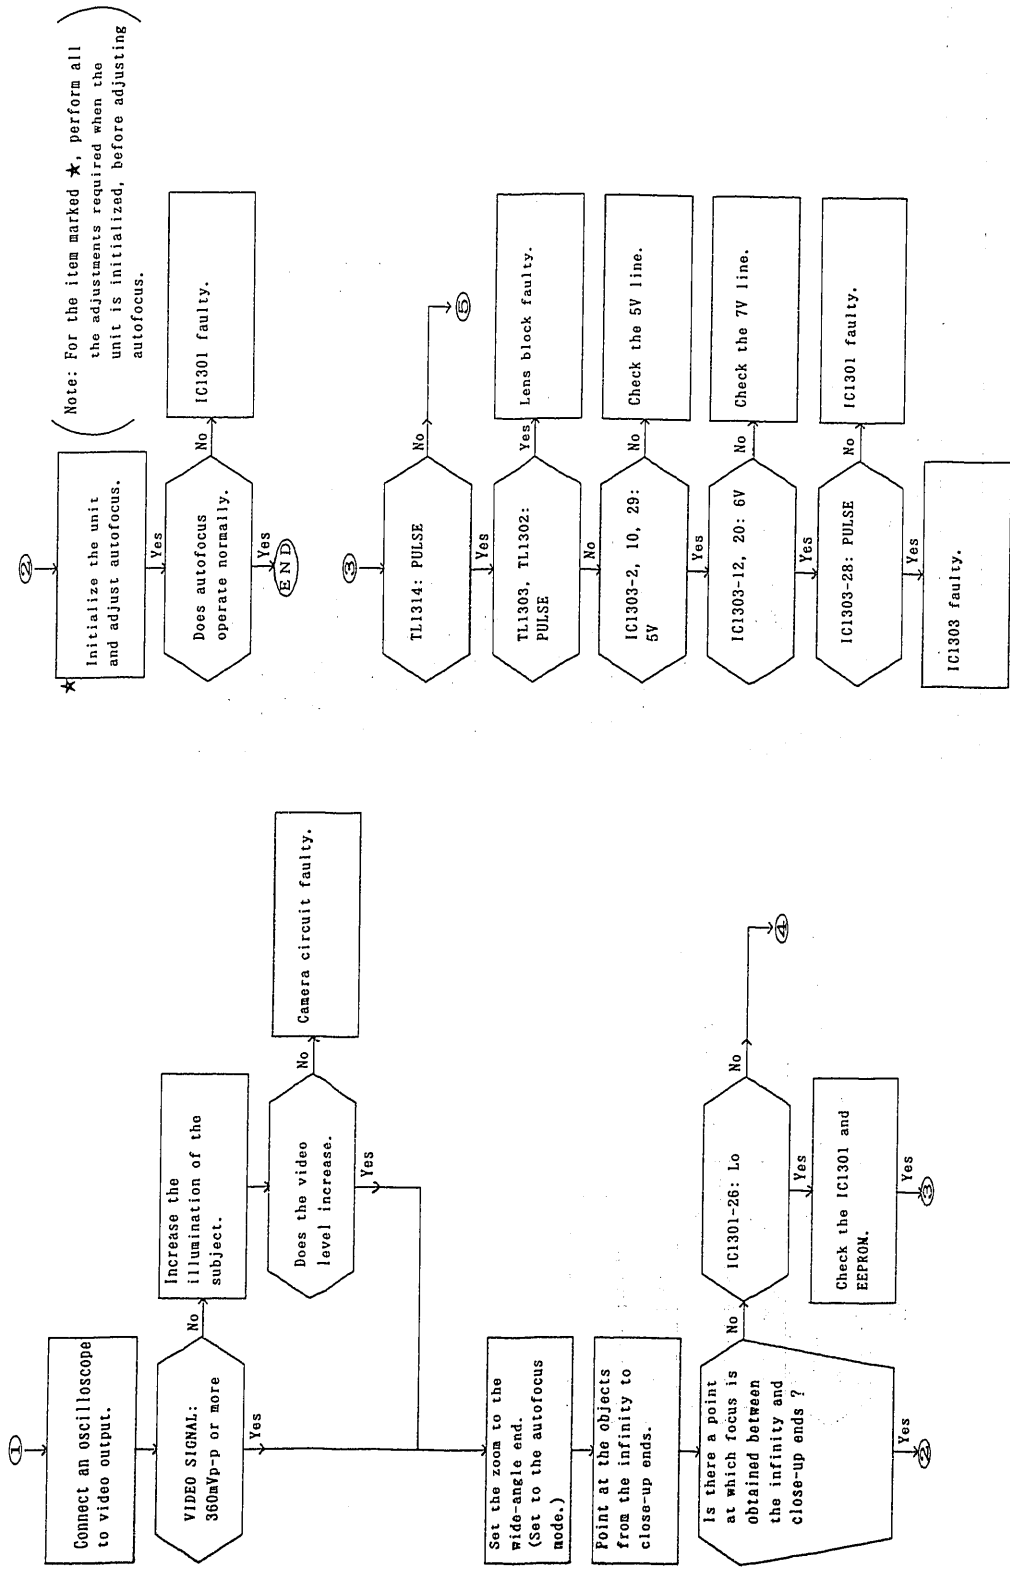 ①
Connect an oscilloscope
to video output.
VIDEO SIGNAL:
360mVp-p or more
No
Yes
Increase the
illumination of the
subject.
Does the video
level increase.
No
Yes
Camera circuit faulty.
Set the zoom to the
wide-angle end.
(Set to the autofocus
mode.)
Point at the objects
from the infinity to
close-up ends.
Is there a point
at which focus is
obtained between
the infinity and
close-up ends ?
No
Yes
②
IC1301-26: Lo
No
④
Yes
Check the IC1301 and
EEPROM.
Yes
③
②
★
Initialize the unit
and adjust autofocus.
Yes
Note: For the item marked ★, perform all
the adjustments required when the
unit is initialized, before adjusting
autofocus.
Does autofocus
operate normally.
No
IC1301 faulty.
Yes
END
③
TL1314: PULSE
No
⑤
Yes
TL1303, TL1302:
PULSE
Yes
Lens block faulty.
No
IC1303-2, 10, 29:
5V
No
Check the 5V line.
Yes
IC1303-12, 20: 6V
No
Check the 7V line.
Yes
IC1303-28: PULSE
No
IC1301 faulty.
Yes
IC1303 faulty.